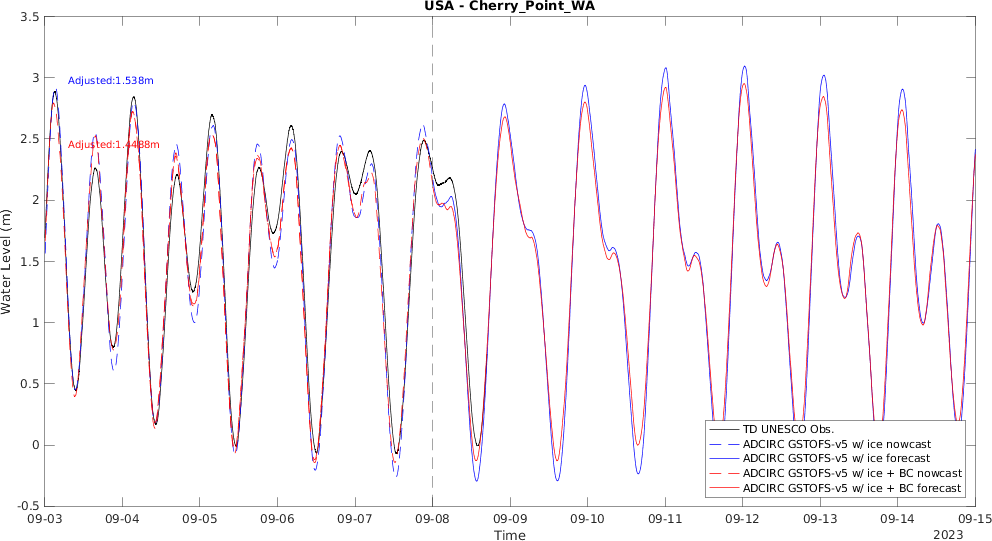 USA - Cherry_Point_WA
3.5
3
2.5
2
1.5
1
0.5
0
-0.5
Water Level (m)
Adjusted:1.538m
Adjusted:1.4488m
TD UNESCO Obs.
ADCIRC GSTOFS-v5 w/ ice nowcast
ADCIRC GSTOFS-v5 w/ ice forecast
ADCIRC GSTOFS-v5 w/ ice + BC nowcast
ADCIRC GSTOFS-v5 w/ ice + BC forecast
09-03 09-04 09-05 09-06 09-07 09-08 09-09 09-10 09-11 09-12 09-13 09-14 09-15
Time
2023